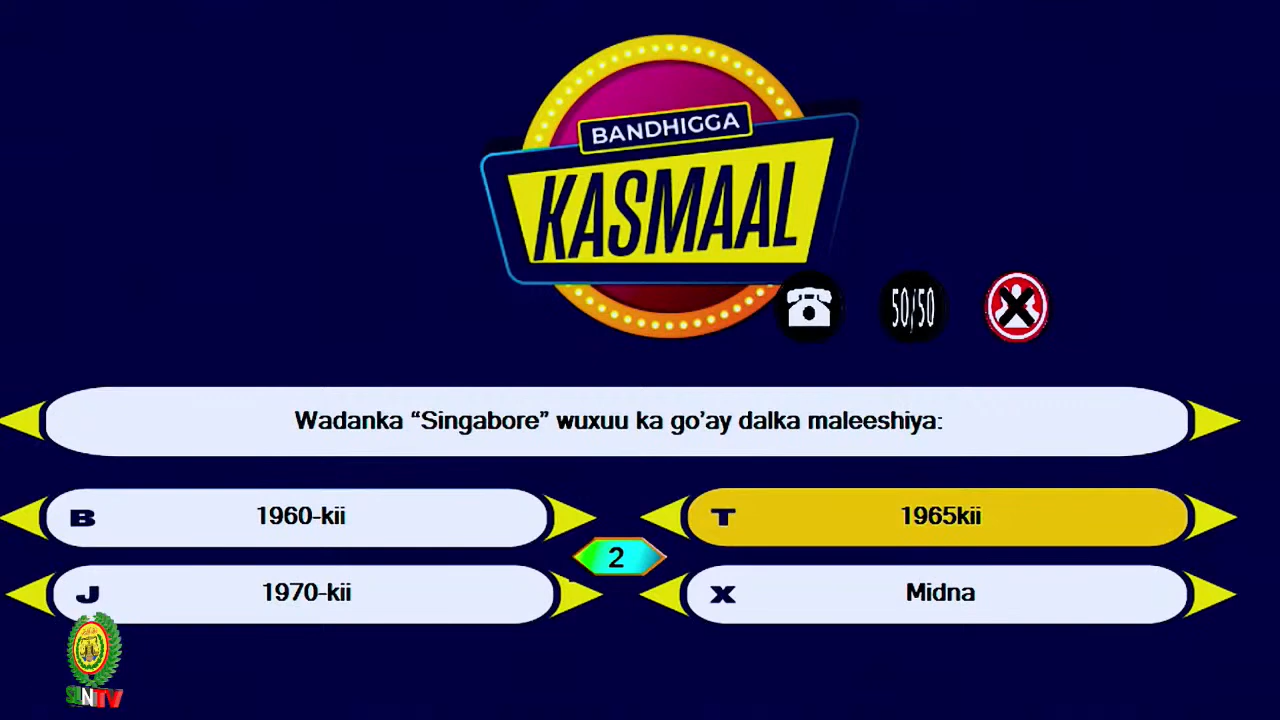 BANDHIGGA
KASMAAL
50/50
Wadanka “Singabore” wuxuu ka go’ay dalka maleeshiya:
B 1960-kii
T 1965kii
2
J 1970-kii
X Midna
SLNTV